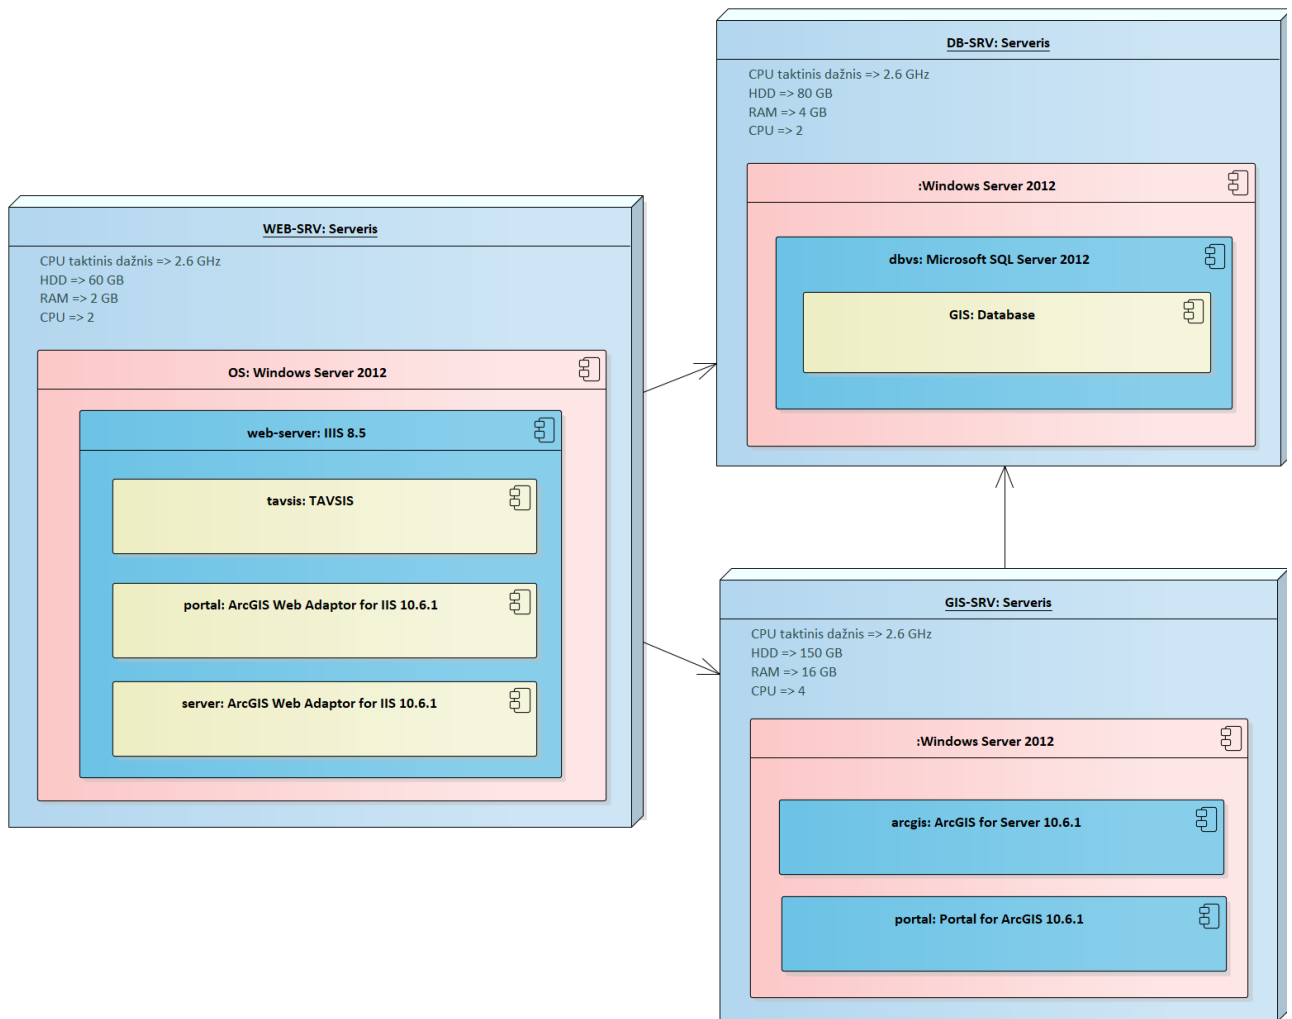 WEB-SRV: Serveris
CPU taktinis dažnis => 2.6 GHz
HDD => 60 GB
RAM => 2 GB
CPU => 2
OS: Windows Server 2012
web-server: IIIS 8.5
tavsis: TAVSIS
portal: ArcGIS Web Adaptor for IIS 10.6.1
server: ArcGIS Web Adaptor for IIS 10.6.1
DB-SRV: Serveris
CPU taktinis dažnis => 2.6 GHz
HDD => 80 GB
RAM => 4 GB
CPU => 2
:Windows Server 2012
dbvs: Microsoft SQL Server 2012
GIS: Database
GIS-SRV: Serveris
CPU taktinis dažnis => 2.6 GHz
HDD => 150 GB
RAM => 16 GB
CPU => 4
:Windows Server 2012
arcgis: ArcGIS for Server 10.6.1
portal: Portal for ArcGIS 10.6.1